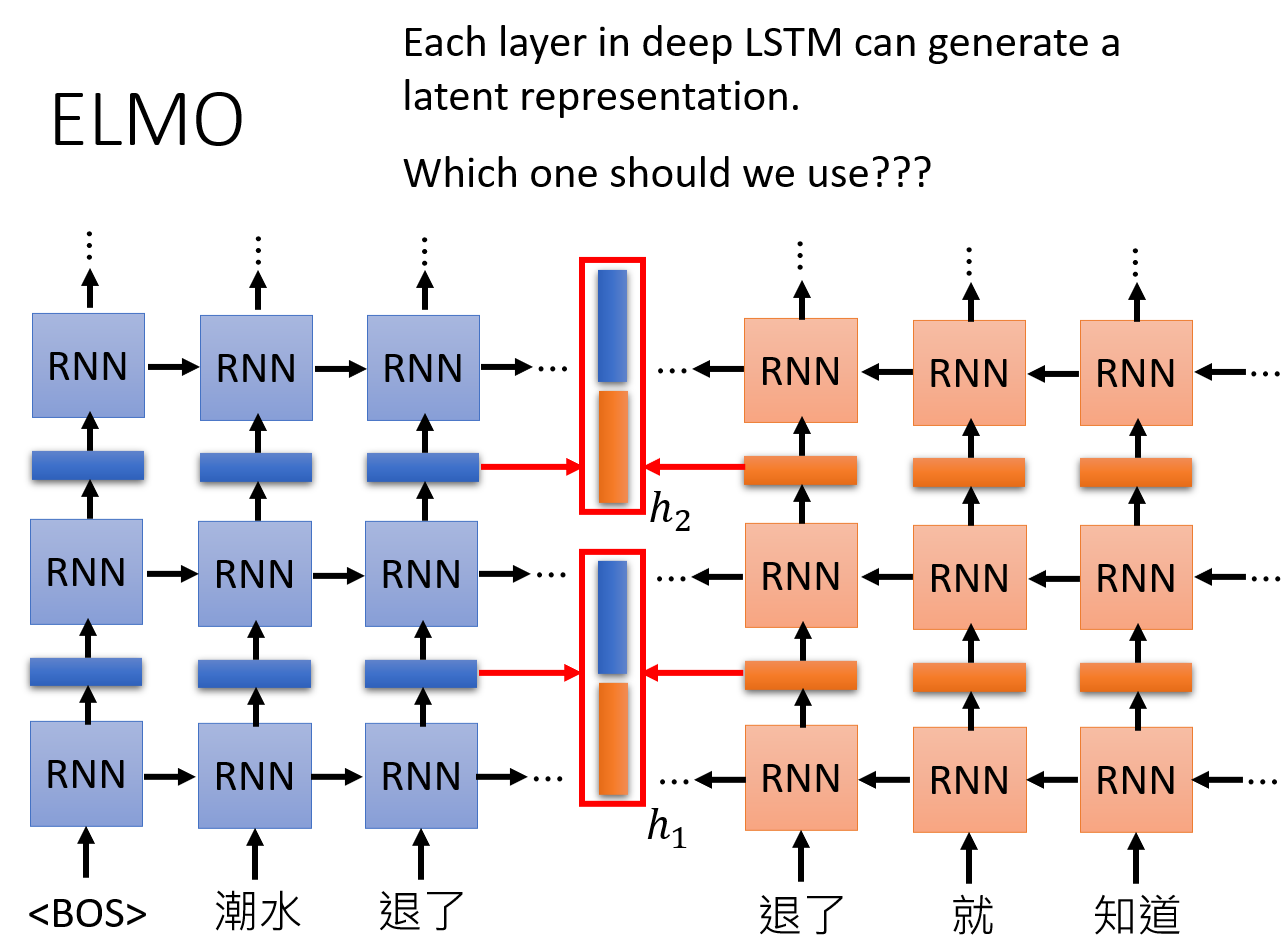 Each layer in deep LSTM can generate a
latent representation.
ELMO
Which one should we use???
⋮ ⋮ ⋮ ⋮ ⋮ ⋮
RNN RNN RNN … … RNN RNN RNN …
h₂
RNN RNN RNN … … RNN RNN RNN …
RNN RNN RNN … … RNN RNN RNN …
h₁
<BOS> 潮水 退了 退了 就 知道